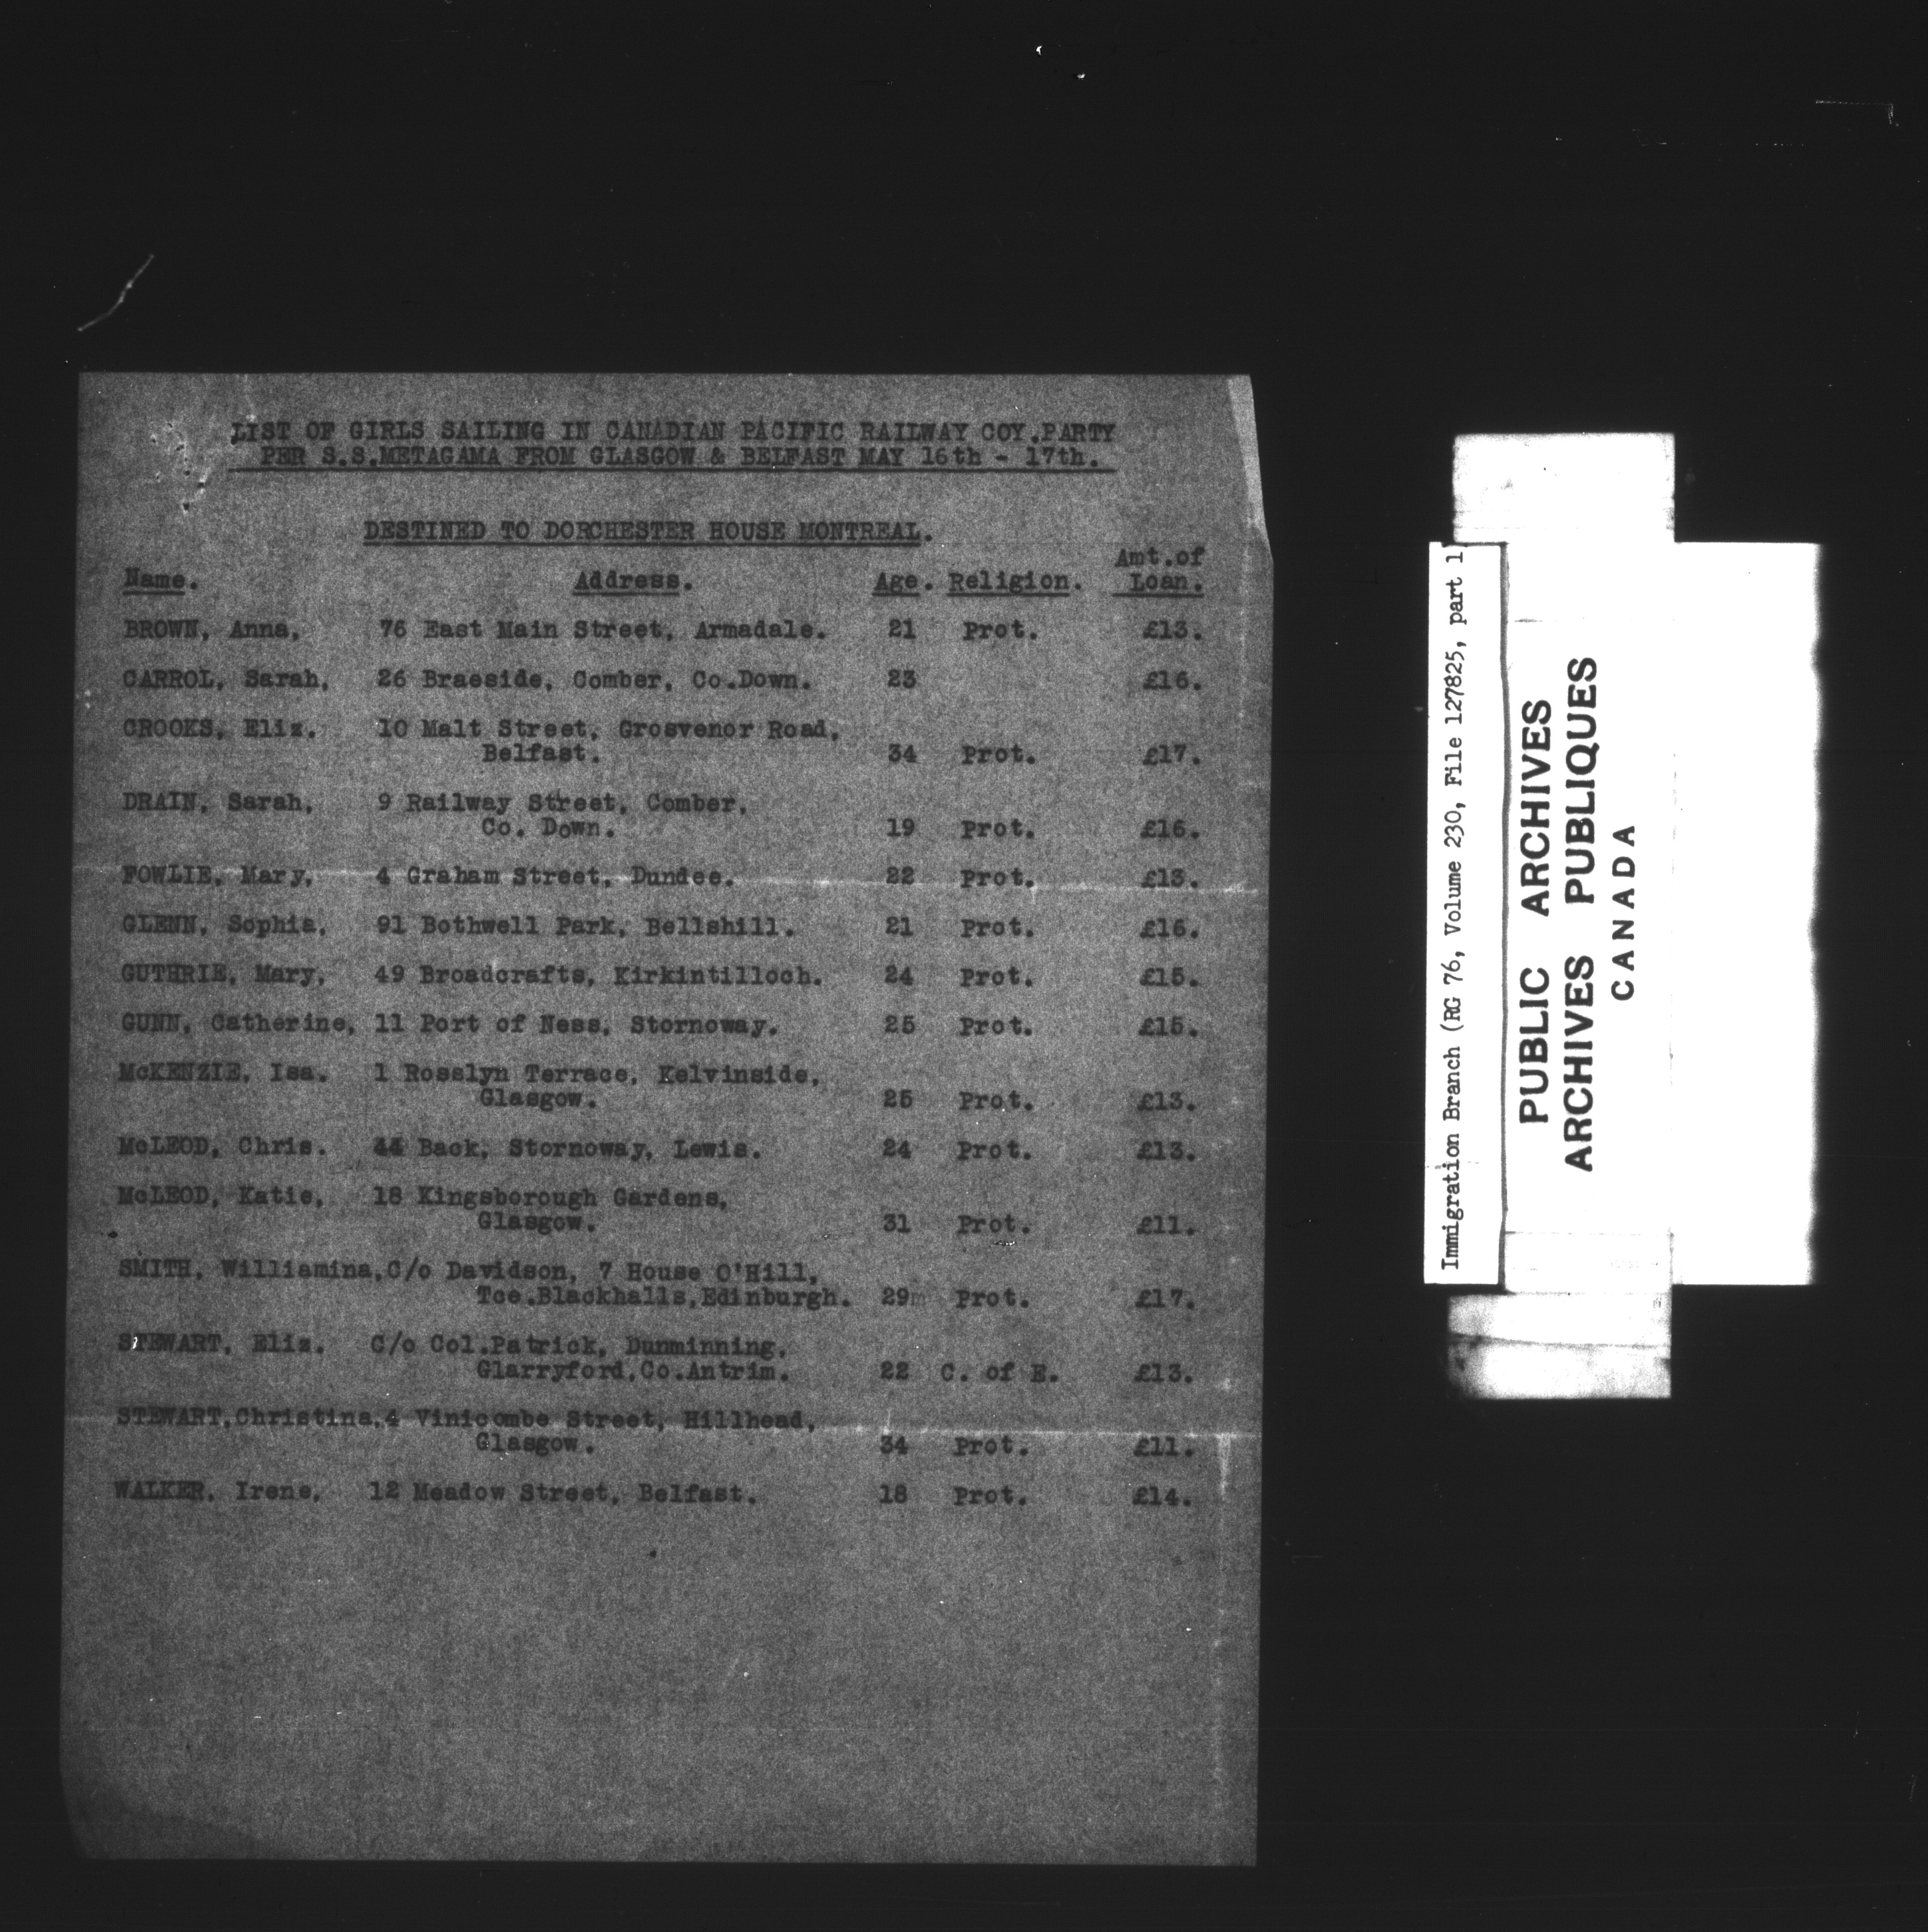 LIST OF GIRLS SAILING IN CANADIAN PACIFIC RAILWAY COY.PARTY
PER S.S.METAGAMA FROM GLASGOW & BELFAST MAY 16th - 17th.
DESTINED TO DORCHESTER HOUSE MONTREAL.
Name. Address. Age. Religion. Amt.of Loan.
BROWN, Anna, 76 East Main Street, Armadale. 21 Prot. £13.
CARROL, Sarah, 26 Braeside, Comber, Co.Down. 23 £16.
CROOKS, Eliz. 10 Malt Street, Grosvenor Road,
Belfast. 34 Prot. £17.
DRAIN, Sarah, 9 Railway Street, Comber,
Co. Down. 19 Prot. £16.
FOWLIE, Mary, 4 Graham Street, Dundee. 22 Prot. £13.
GLENN, Sophia, 91 Bothwell Park, Bellshill. 21 Prot. £16.
GUTHRIE, Mary, 49 Broadcrafts, Kirkintilloch. 24 Prot. £15.
GUNN, Catherine, 11 Port of Ness, Stornoway. 25 Prot. £15.
McKENZIE, Isa. 1 Rosslyn Terrace, Kelvinside,
Glasgow. 25 Prot. £13.
McLEOD, Chris. 44 Back, Stornoway, Lewis. 24 Prot. £13.
McLEOD, Katie, 18 Kingsborough Gardens,
Glasgow. 31 Prot. £11.
SMITH, Williamina, C/o Davidson, 7 House O'Hill,
Tce.Blackhalls,Edinburgh. 29m Prot. £17.
STEWART, Eliz. C/o Col.Patrick, Dunminning,
Glarryford,Co.Antrim. 22 C. of E. £13.
STEWART,Christina,4 Vinicombe Street, Hillhead,
Glasgow. 34 Prot. £11.
WALKER, Irene, 12 Meadow Street, Belfast. 18 Prot. £14.
Immigration Branch (RG 76, Volume 230, File 127825, part 1
PUBLIC ARCHIVES
ARCHIVES PUBLIQUES
CANADA